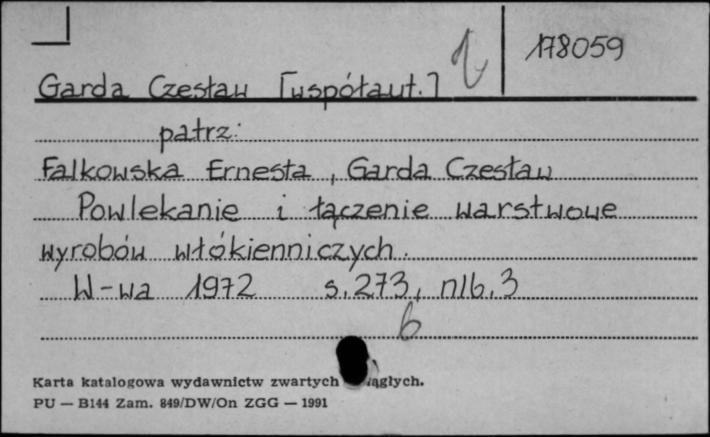 178059
Garda Czesław [współaut.]
patrz:
Falkowska Ernesta, Garda Czesław
Powlekanie i łączenie warstwowe
wyrobów włókienniczych.
W-wa 1972 s. 273, nlb. 3
b
Karta katalogowa wydawnictw zwartych
PU — B144 Zam. 849/DW/On ZGG — 1991